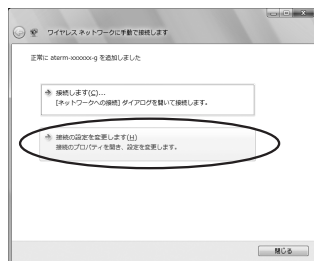 ワイヤレス ネットワークに手動で接続します
正常に aterm-xxxxxx-g を追加しました
接続します(C)...
[ネットワークへの接続] ダイアログを開いて接続します。
接続の設定を変更します(H)
接続のプロパティを開き、設定を変更します。
閉じる